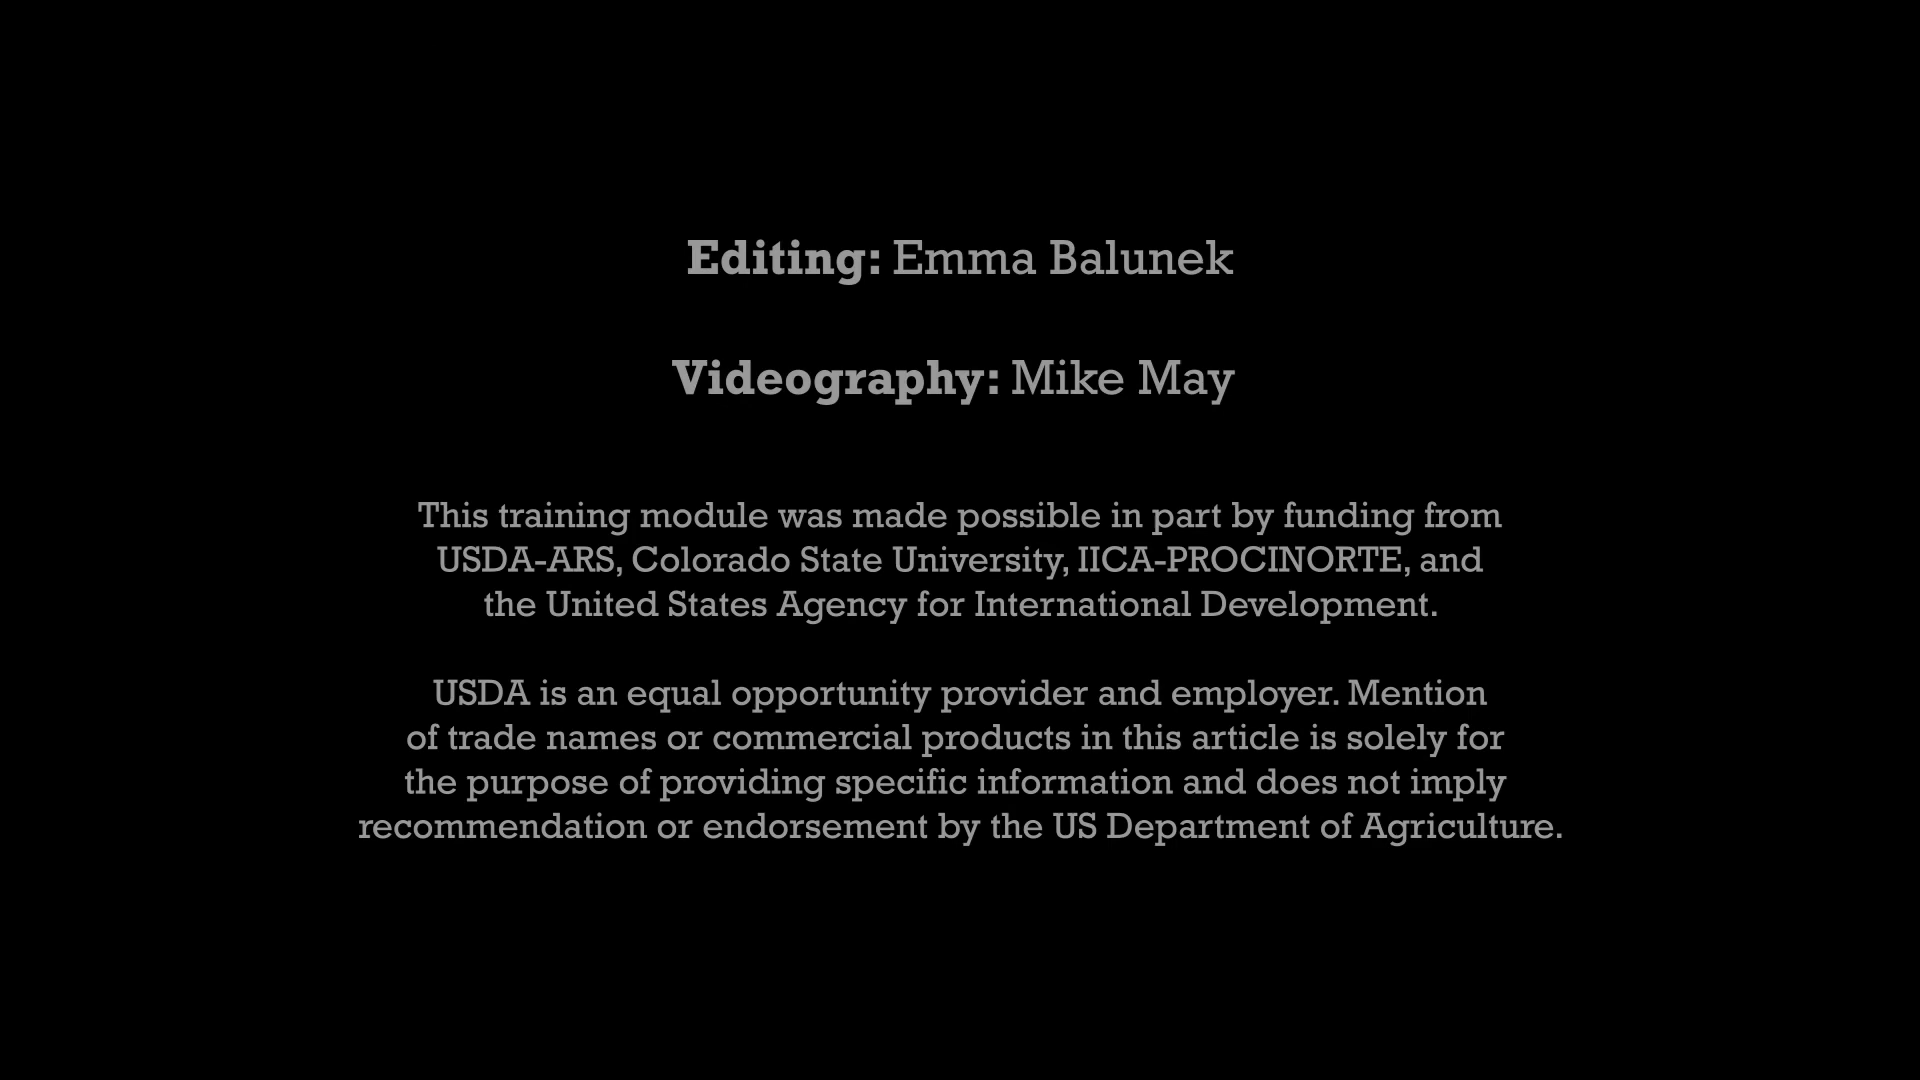 Editing: Emma Balunek
Videography: Mike May
This training module was made possible in part by funding from
USDA-ARS, Colorado State University, IICA-PROCINORTE, and
the United States Agency for International Development.
USDA is an equal opportunity provider and employer. Mention
of trade names or commercial products in this article is solely for
the purpose of providing specific information and does not imply
recommendation or endorsement by the US Department of Agriculture.